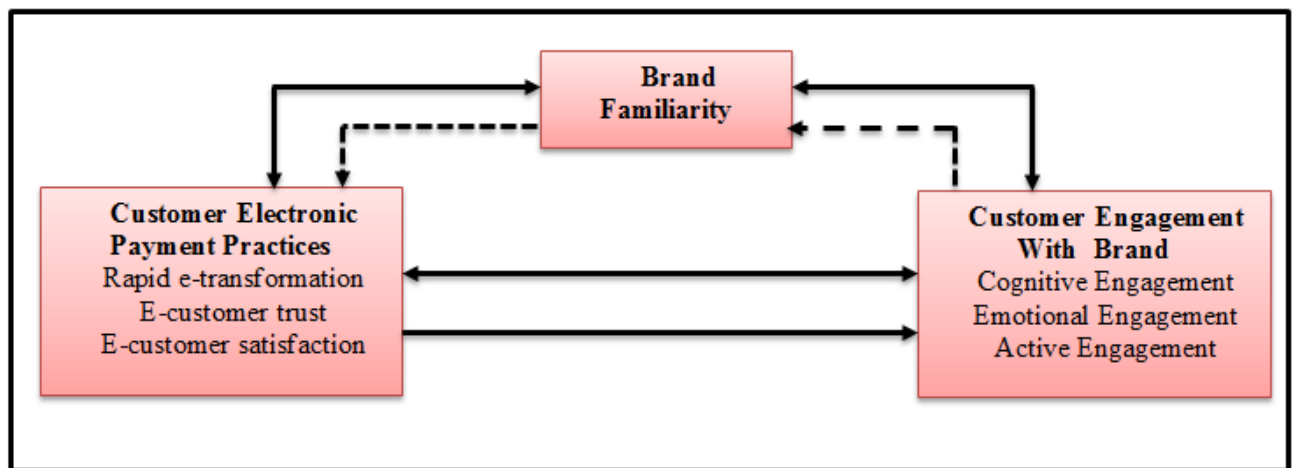 Brand
Familiarity
Customer Electronic
Payment Practices
Rapid e-transformation
E-customer trust
E-customer satisfaction
Customer Engagement
With Brand
Cognitive Engagement
Emotional Engagement
Active Engagement